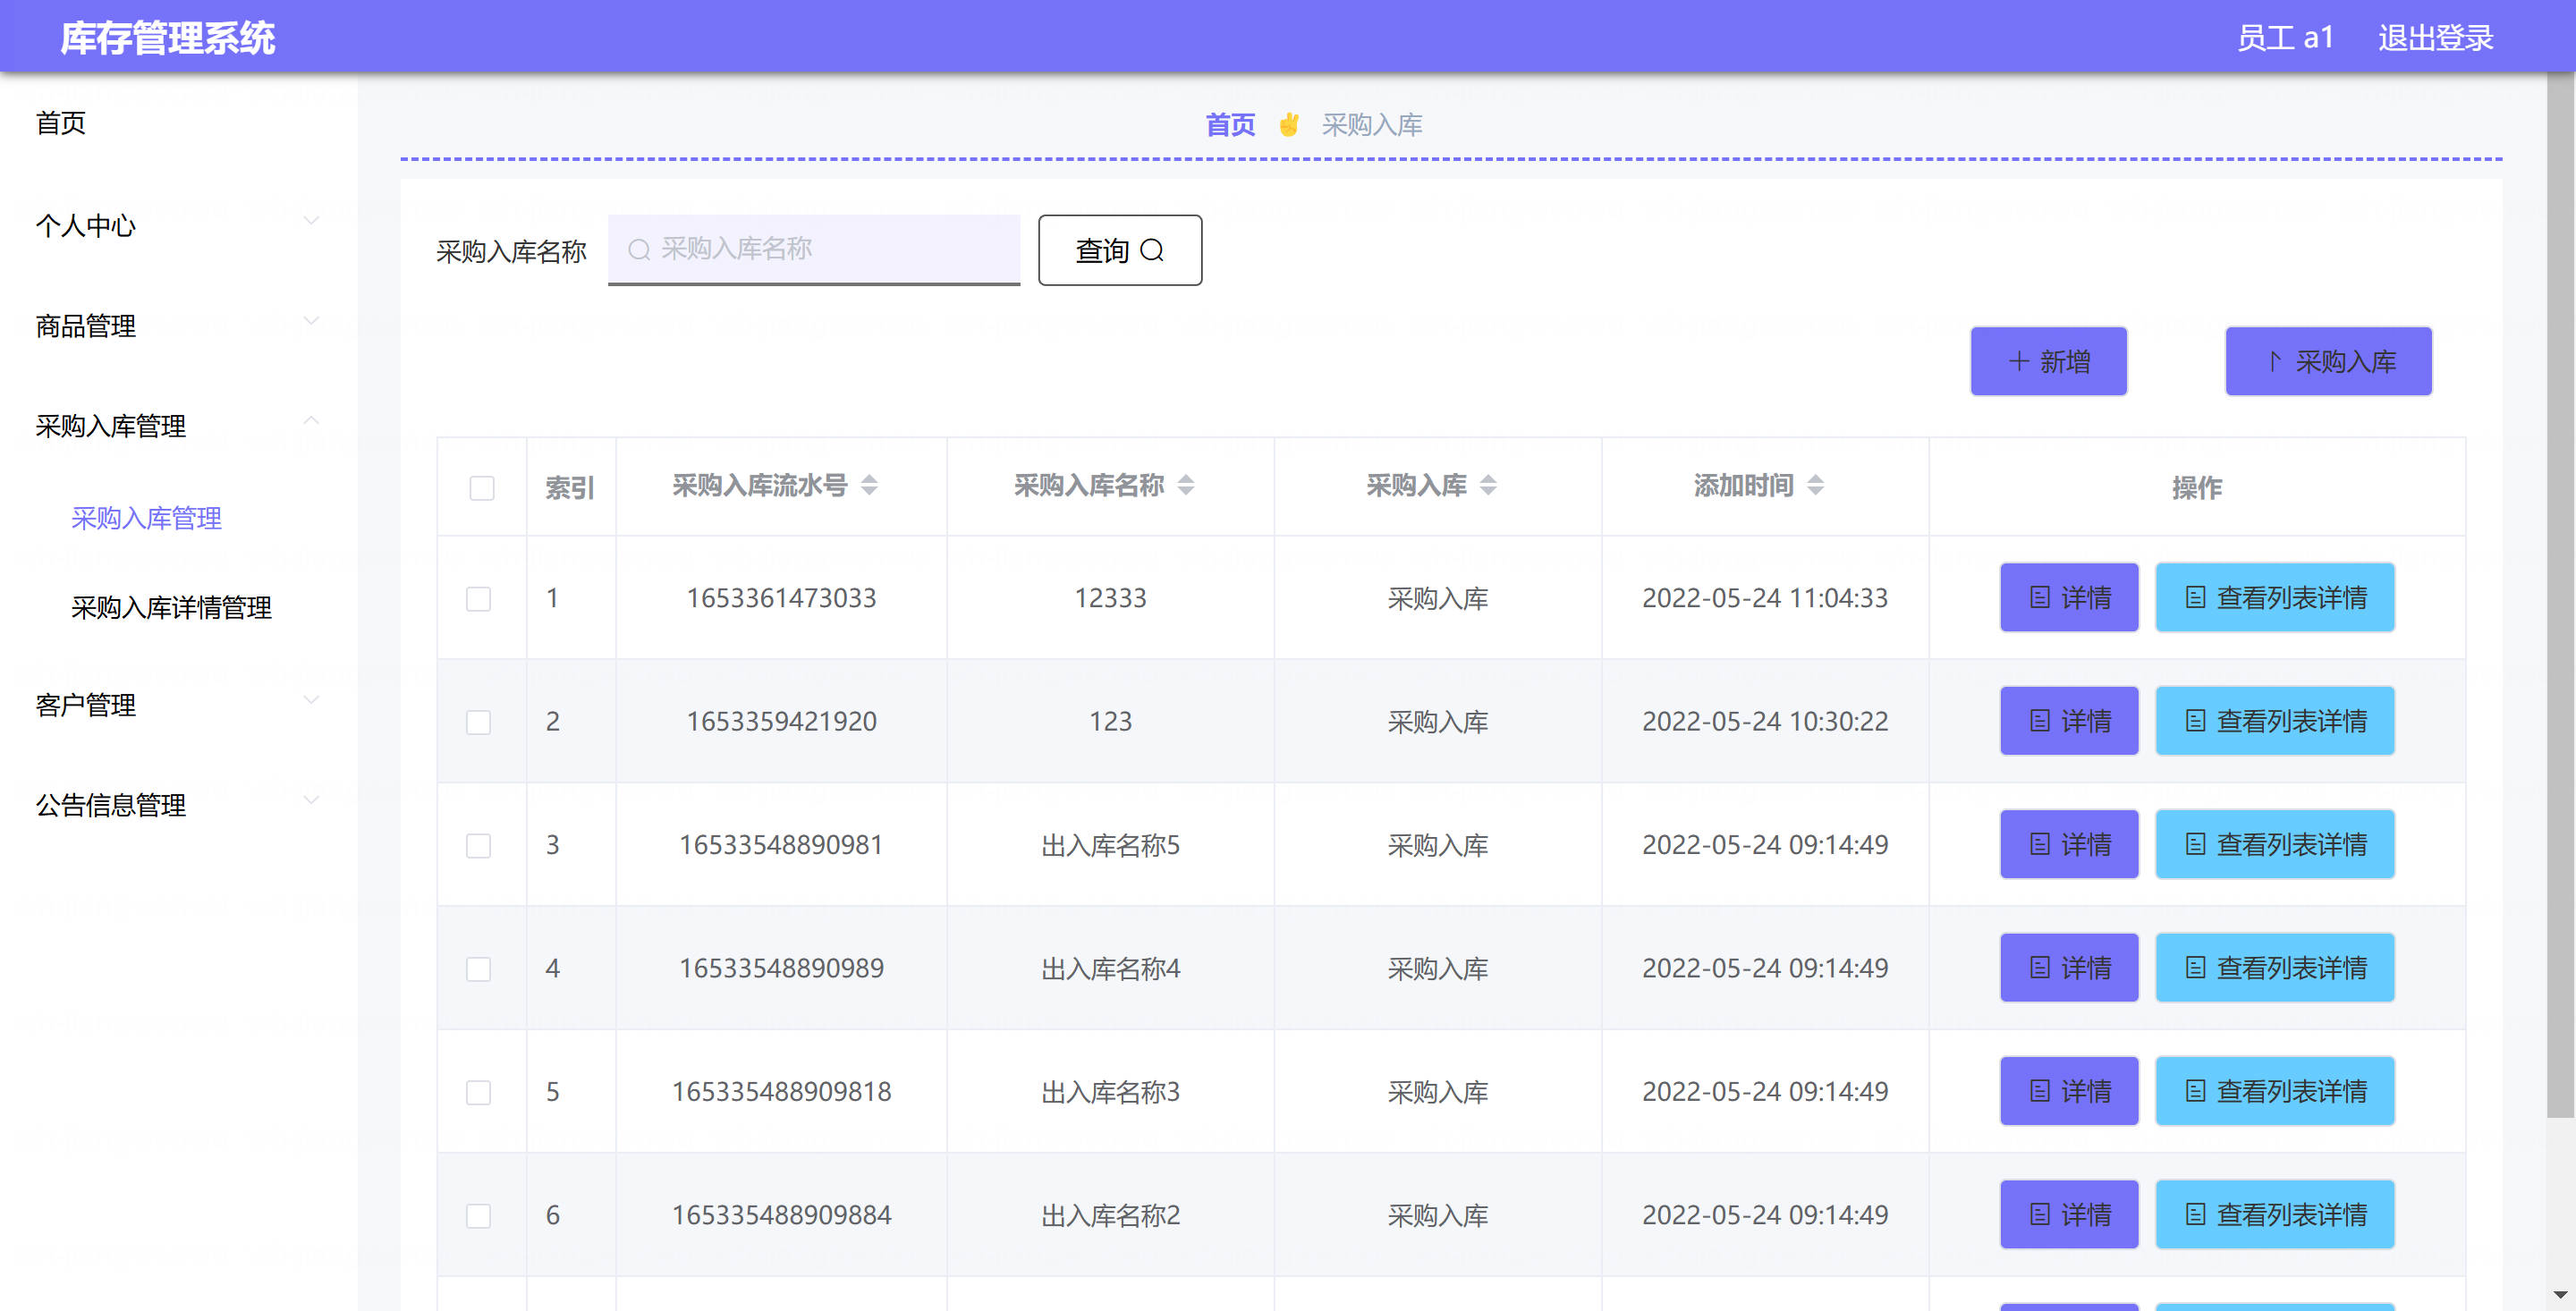 库存管理系统
员工 a1 退出登录
首页
个人中心
商品管理
采购入库管理
采购入库管理
采购入库详情管理
客户管理
公告信息管理
首页 ✌ 采购入库
采购入库名称 采购入库名称 查询
新增 采购入库
索引 采购入库流水号 采购入库名称 采购入库 添加时间 操作
1 1653361473033 12333 采购入库 2022-05-24 11:04:33 详情 查看列表详情
2 1653359421920 123 采购入库 2022-05-24 10:30:22 详情 查看列表详情
3 16533548890981 出入库名称5 采购入库 2022-05-24 09:14:49 详情 查看列表详情
4 16533548890989 出入库名称4 采购入库 2022-05-24 09:14:49 详情 查看列表详情
5 165335488909818 出入库名称3 采购入库 2022-05-24 09:14:49 详情 查看列表详情
6 165335488909884 出入库名称2 采购入库 2022-05-24 09:14:49 详情 查看列表详情